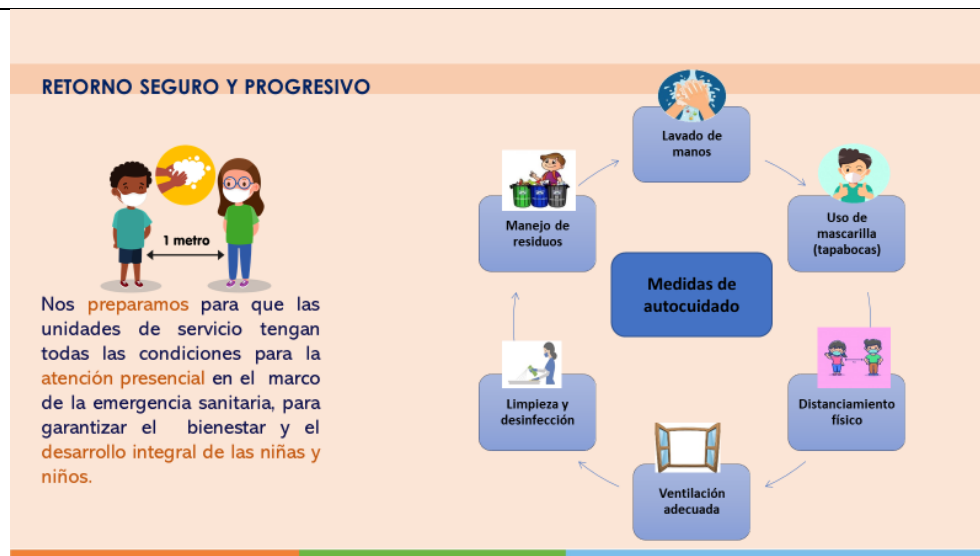 RETORNO SEGURO Y PROGRESIVO
1 metro
Nos preparamos para que las
unidades de servicio tengan
todas las condiciones para la
atención presencial en el marco
de la emergencia sanitaria, para
garantizar el bienestar y el
desarrollo integral de las niñas y
niños.
Medidas de
autocuidado
Lavado de
manos
Uso de
mascarilla
(tapabocas)
Distanciamiento
físico
Ventilación
adecuada
Limpieza y
desinfección
Manejo de
residuos